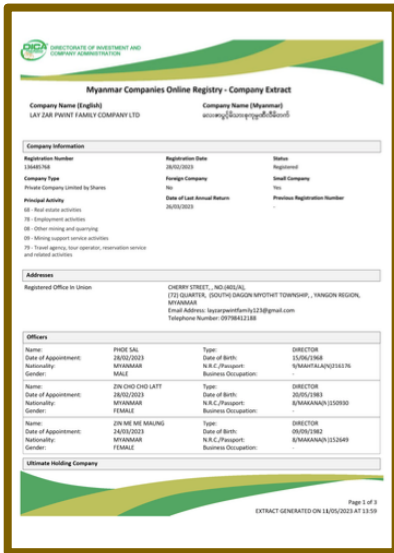 DICA DIRECTORATE OF INVESTMENT AND
COMPANY ADMINISTRATION
Myanmar Companies Online Registry - Company Extract
Company Name (English) Company Name (Myanmar)
LAY ZAR PWINT FAMILY COMPANY LTD
Company Information
Registration Number Registration Date Status
136485768 28/02/2023 Registered
Company Type Foreign Company Small Company
Private Company Limited by Shares No Yes
Principal Activity Date of Last Annual Return Previous Registration Number
68 - Real estate activities 26/03/2023 -
78 - Employment activities
08 - Other mining and quarrying
09 - Mining support service activities
79 - Travel agency, tour operator, reservation service
and related activities
Addresses
Registered Office In Union CHERRY STREET, , NO.(401/A),
(72) QUARTER, (SOUTH) DAGON MYOTHIT TOWNSHIP, , YANGON REGION,
MYANMAR
Email Address: layzarpwintfamily123@gmail.com
Telephone Number: 09798412188
Officers
Name: PHOE SAL Type: DIRECTOR
Date of Appointment: 28/02/2023 Date of Birth: 15/06/1968
Nationality: MYANMAR N.R.C./Passport: 9/MAHTALA(N)216176
Gender: MALE Business Occupation: -
Name: ZIN CHO CHO LATT Type: DIRECTOR
Date of Appointment: 28/02/2023 Date of Birth: 20/05/1983
Nationality: MYANMAR N.R.C./Passport: 8/MAKANA(N)150930
Gender: FEMALE Business Occupation: -
Name: ZIN ME ME MAUNG Type: DIRECTOR
Date of Appointment: 24/03/2023 Date of Birth: 09/09/1982
Nationality: MYANMAR N.R.C./Passport: 8/MAKANA(N)152649
Gender: FEMALE Business Occupation: -
Ultimate Holding Company
Page 1 of 3
EXTRACT GENERATED ON 11/05/2023 AT 13:59